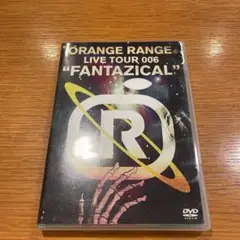 ORANGE RANGE
LIVE TOUR 006
“FANTAZICAL”
R
DVD